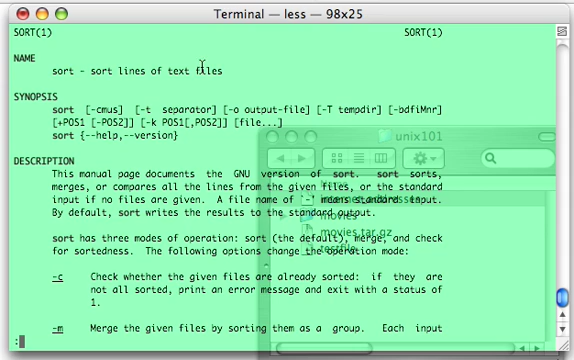 Terminal — less — 98x25
SORT(1) SORT(1)
NAME
sort - sort lines of text files
SYNOPSIS
sort [-cmus] [-t separator] [-o output-file] [-T tempdir] [-bdfiMnr]
[+POS1 [-POS2]] [-k POS1[,POS2]] [file...]
sort {--help,--version}
unix101
DESCRIPTION
This manual page documents the GNU version of sort. sort sorts,
merges, or compares all the lines from the given files, or the standard
input if no files are given. A file name of `-' means standard input.
By default, sort writes the results to the standard output.
movies
movies.tar.gz
testfile
sort has three modes of operation: sort (the default), merge, and check
for sortedness. The following options change the operation mode:
-c Check whether the given files are already sorted: if they are
not all sorted, print an error message and exit with a status of
1.
-m Merge the given files by sorting them as a group. Each input
: